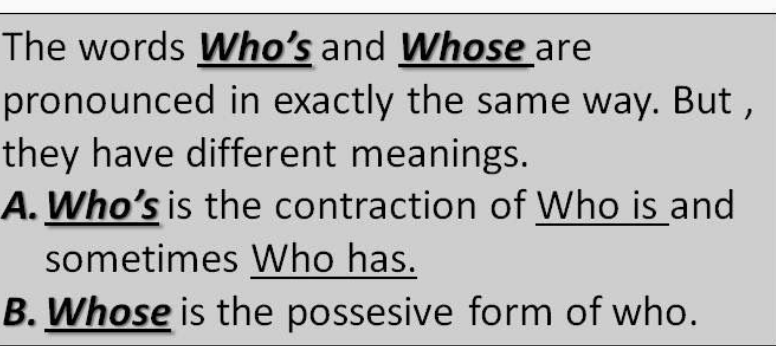 The words Who’s and Whose are
pronounced in exactly the same way. But ,
they have different meanings.
A. Who’s is the contraction of Who is and
sometimes Who has.
B. Whose is the possesive form of who.